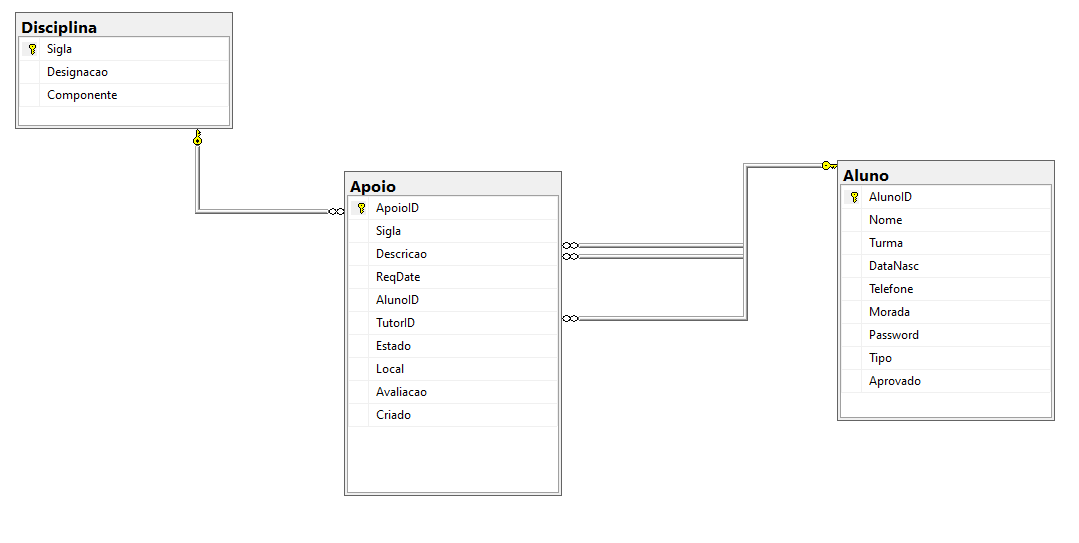 Disciplina
Sigla
Designacao
Componente
Apoio
ApoioID
Sigla
Descricao
ReqDate
AlunoID
TutorID
Estado
Local
Avaliacao
Criado
Aluno
AlunoID
Nome
Turma
DataNasc
Telefone
Morada
Password
Tipo
Aprovado